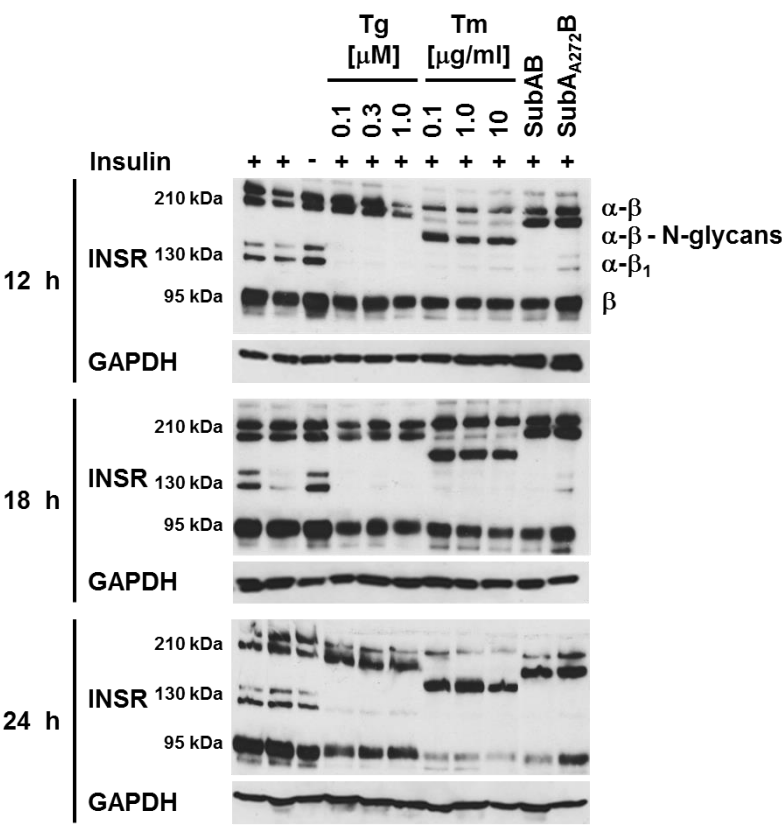 Tg Tm
[μM] [μg/ml]
0.1 0.3 1.0 0.1 1.0 10 SubAB SubA_A272B
Insulin + + - + + + + + + + +
12 h
INSR
210 kDa
130 kDa
95 kDa
α-β
α-β - N-glycans
α-β₁
β
GAPDH
18 h
INSR
210 kDa
130 kDa
95 kDa
GAPDH
24 h
INSR
210 kDa
130 kDa
95 kDa
GAPDH